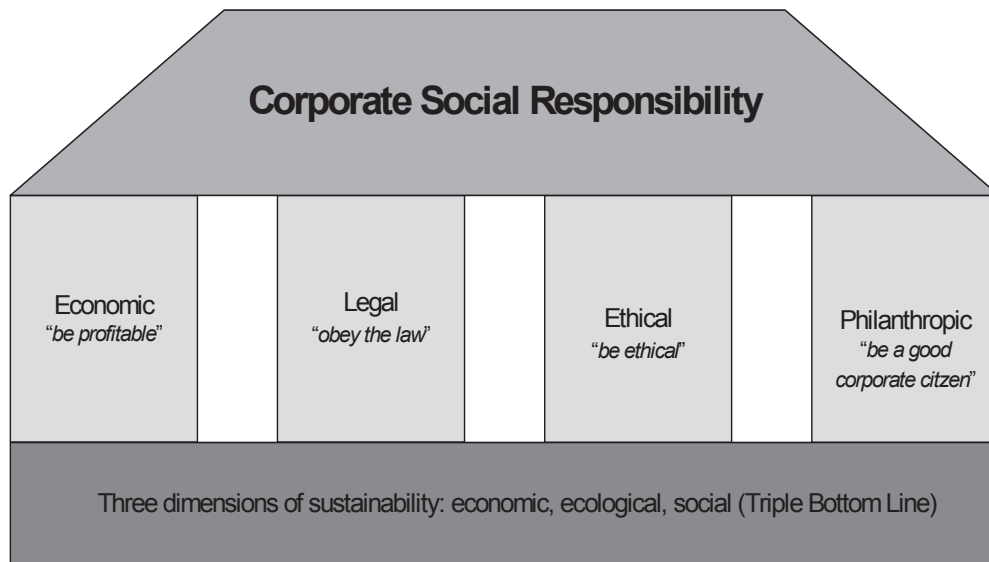 Corporate Social Responsibility
Economic
“be profitable”
Legal
“obey the law”
Ethical
“be ethical”
Philanthropic
“be a good
corporate citzen”
Three dimensions of sustainability: economic, ecological, social (Triple Bottom Line)